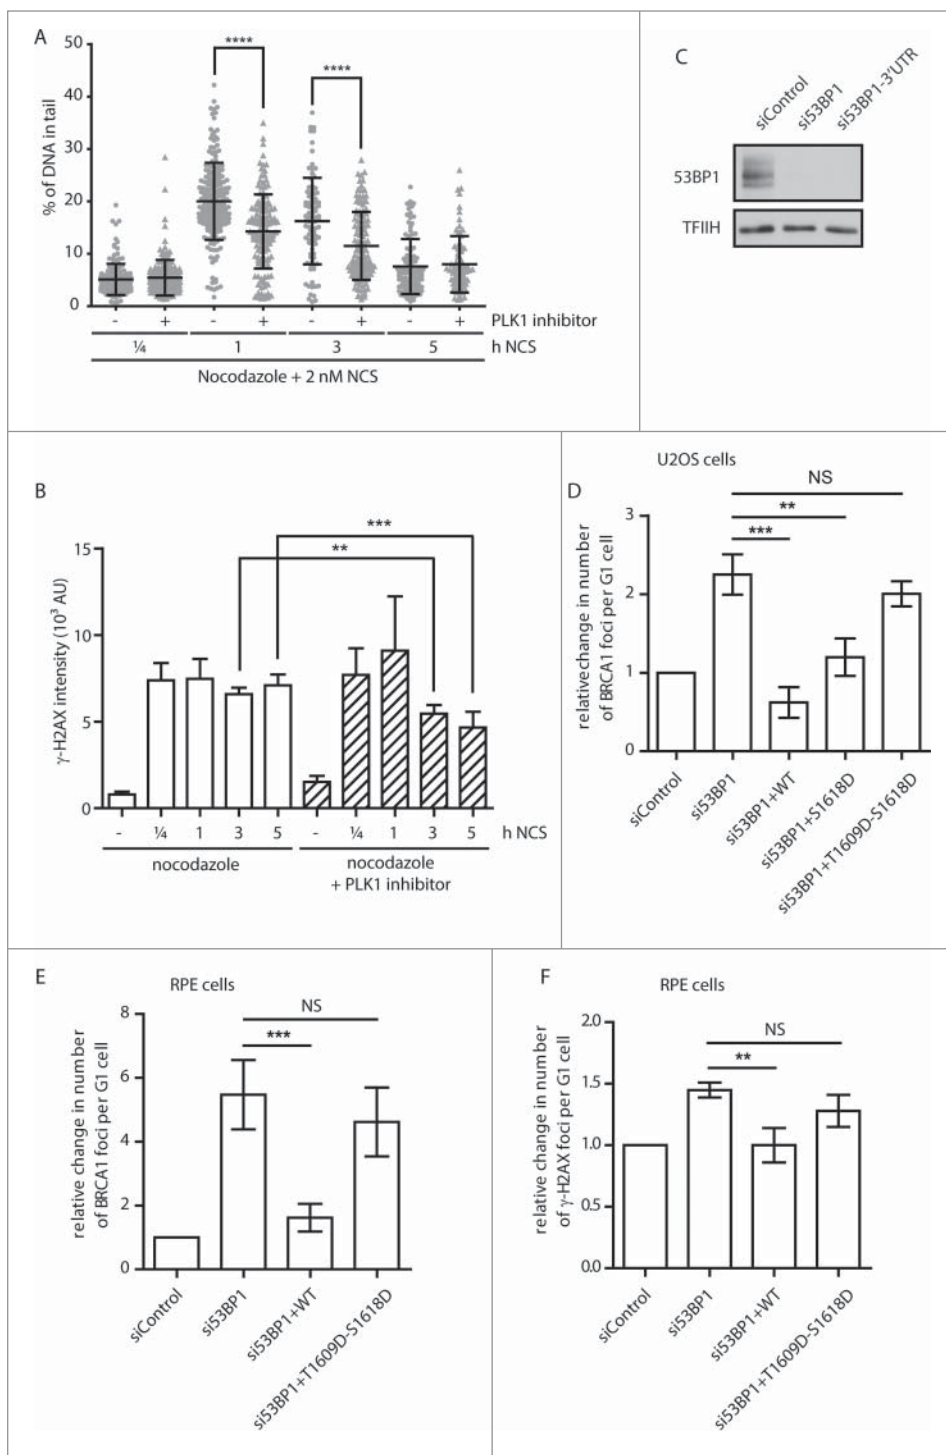 A
% of DNA in tail
50
40
30
20
10
0
****
****
- + - + - + - + PLK1 inhibitor
¼ 1 3 5 h NCS
Nocodazole + 2 nM NCS
C
siControl
si53BP1
si53BP1-3'UTR
53BP1
TFIIH
B
γ-H2AX intensity (10³ AU)
15
10
5
0
***
**
- ¼ 1 3 5 - ¼ 1 3 5 h NCS
nocodazole
nocodazole
+ PLK1 inhibitor
D
U2OS cells
relativechange in number
of BRCA1 foci per G1 cell
3
2
1
0
NS
**
***
siControl
si53BP1
si53BP1+WT
si53BP1+S1618D
si53BP1+T1609D-S1618D
E
RPE cells
relative change in number
of BRCA1 foci per G1 cell
8
6
4
2
0
NS
***
siControl
si53BP1
si53BP1+WT
si53BP1+T1609D-S1618D
F
RPE cells
relative change in number
of γ-H2AX foci per G1 cell
2.0
1.5
1.0
0.5
0.0
NS
**
siControl
si53BP1
si53BP1+WT
si53BP1+T1609D-S1618D